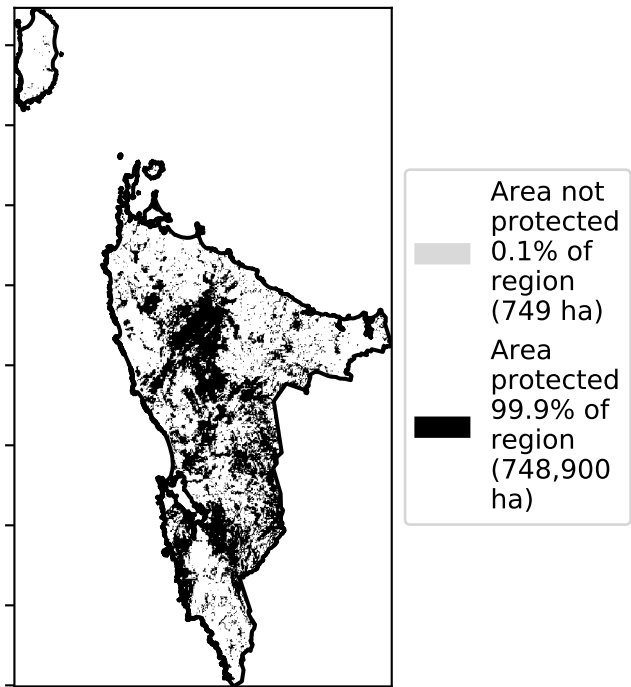 Area not
protected
0.1% of
region
(749 ha)
Area
protected
99.9% of
region
(748,900
ha)